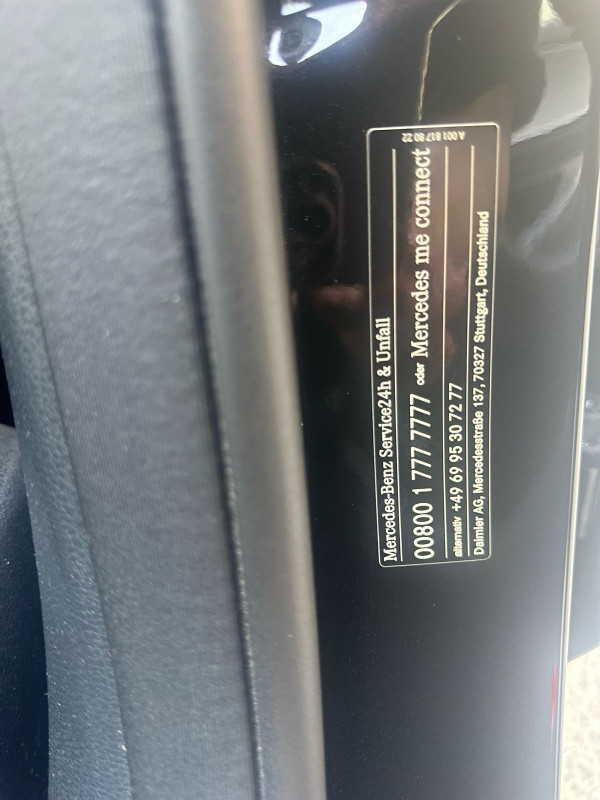 Mercedes-Benz Service24h & Unfall
00800 1 777 7777 oder Mercedes me connect
alternativ +49 69 95 30 72 77
Daimler AG, Mercedesstraße 137, 70327 Stuttgart, Deutschland
A 001 817 80 22